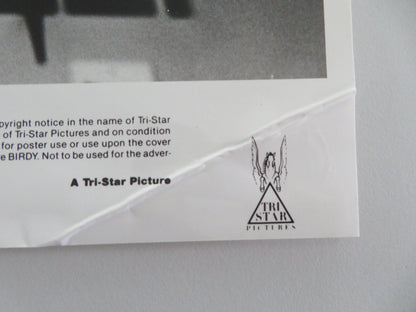 pyright notice in the name of Tri-Star
of Tri-Star Pictures and on condition
for poster use or use upon the cover
e BIRDY. Not to be used for the adver-
A Tri-Star Picture
TRI
STAR
PICTURES